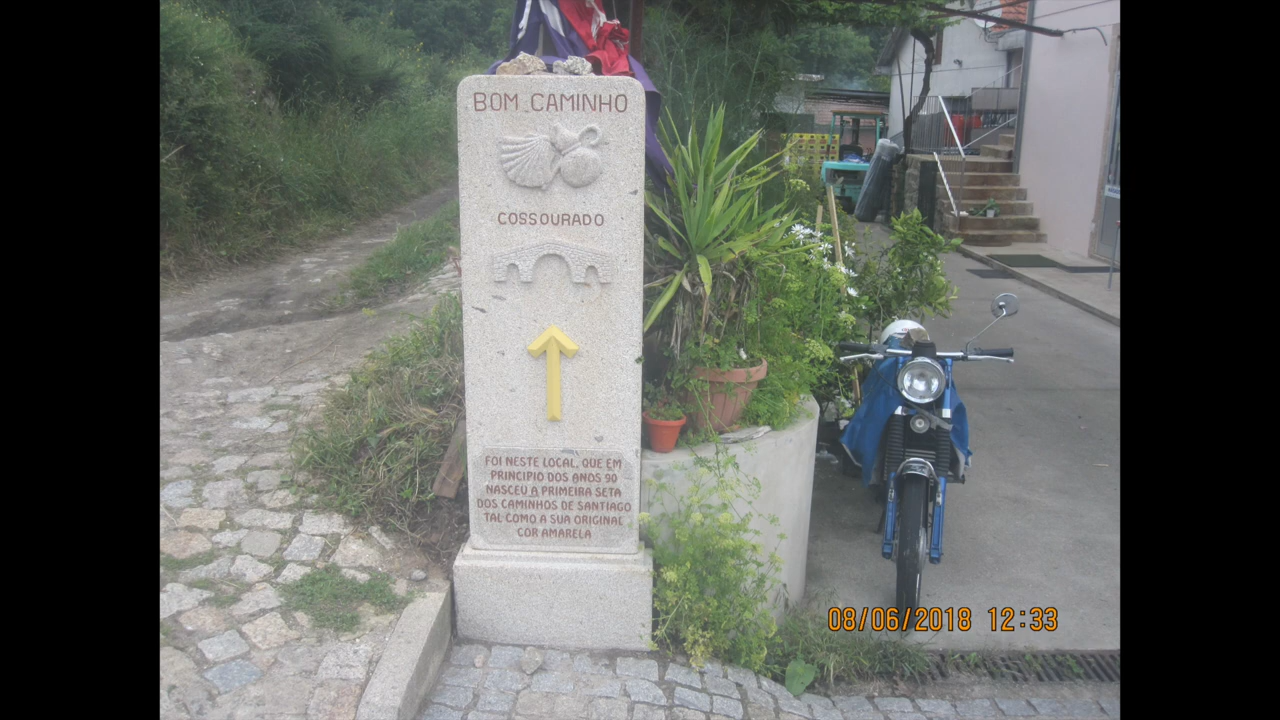 BOM CAMINHO
COSSOURADO
FOI NESTE LOCAL, QUE EM
PRINCIPIO DOS ANOS 90
NASCEU A PRIMEIRA SETA
DOS CAMINHOS DE SANTIAGO
TAL COMO A SUA ORIGINAL
COR AMARELA
08/06/2018 12:33